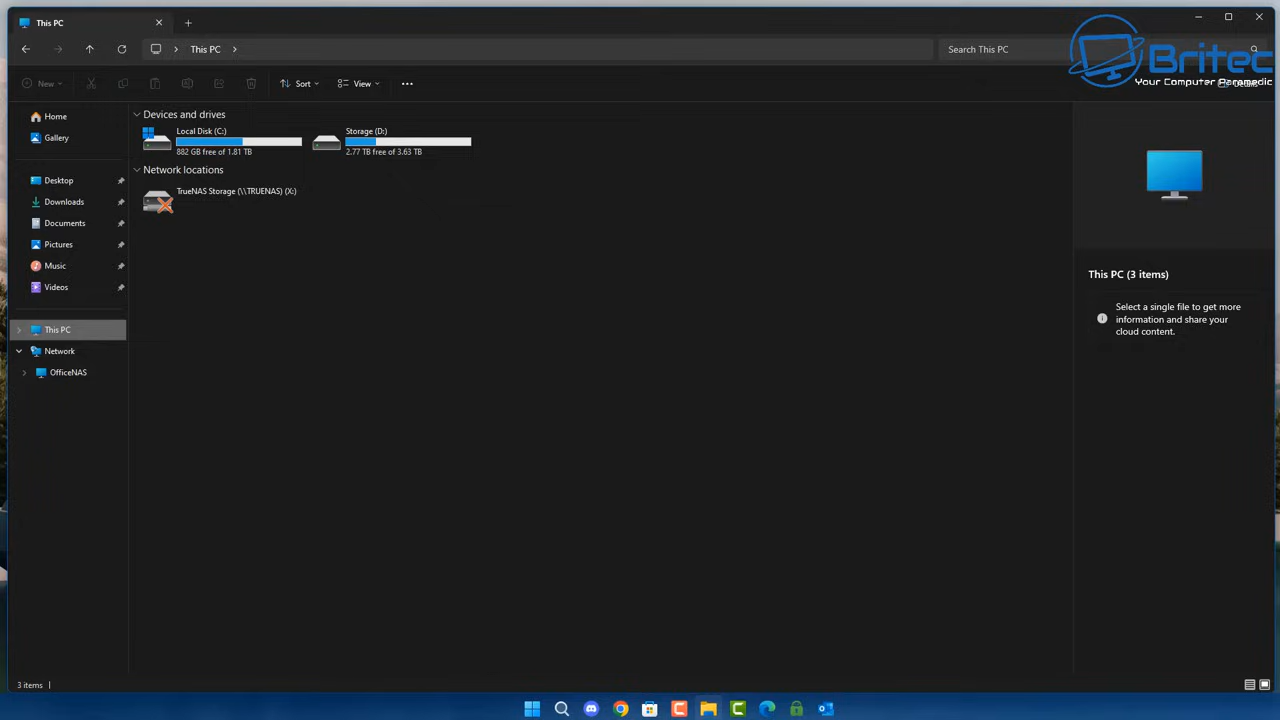 This PC
Britec
Your Computer Paramedic
This PC
Search This PC
New
Sort
View
Home
Gallery
Desktop
Downloads
Documents
Pictures
Music
Videos
This PC
Network
OfficeNAS
Devices and drives
Local Disk (C:)
882 GB free of 1.81 TB
Storage (D:)
2.77 TB free of 3.63 TB
Network locations
TrueNAS Storage (\\TRUENAS) (X:)
This PC (3 items)
Select a single file to get more
information and share your
cloud content.
3 items